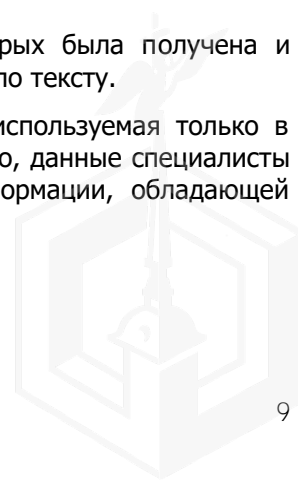 рых была получена и
по тексту.
используемая только в
о, данные специалисты
формации, обладающей
9